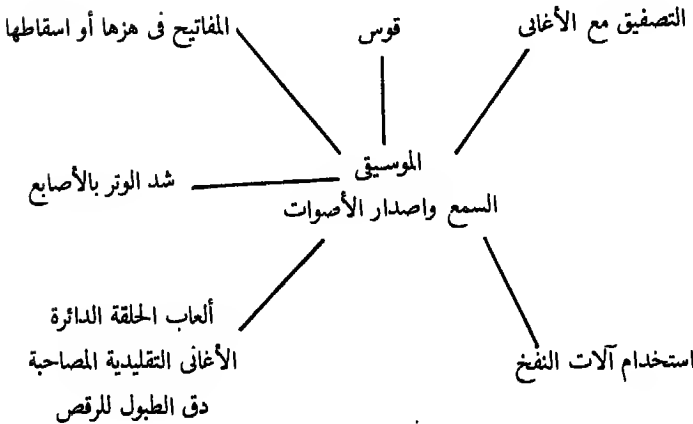 التصفيق مع الأغانى
قوس
المفاتيح فى هزها أو اسقاطها
الموسيقى
السمع واصدار الأصوات
شد الوتر بالأصابع
استخدام آلات النفخ
ألعاب الحلقة الدائرة
الأغانى التقليدية المصاحبة
دق الطبول للرقص